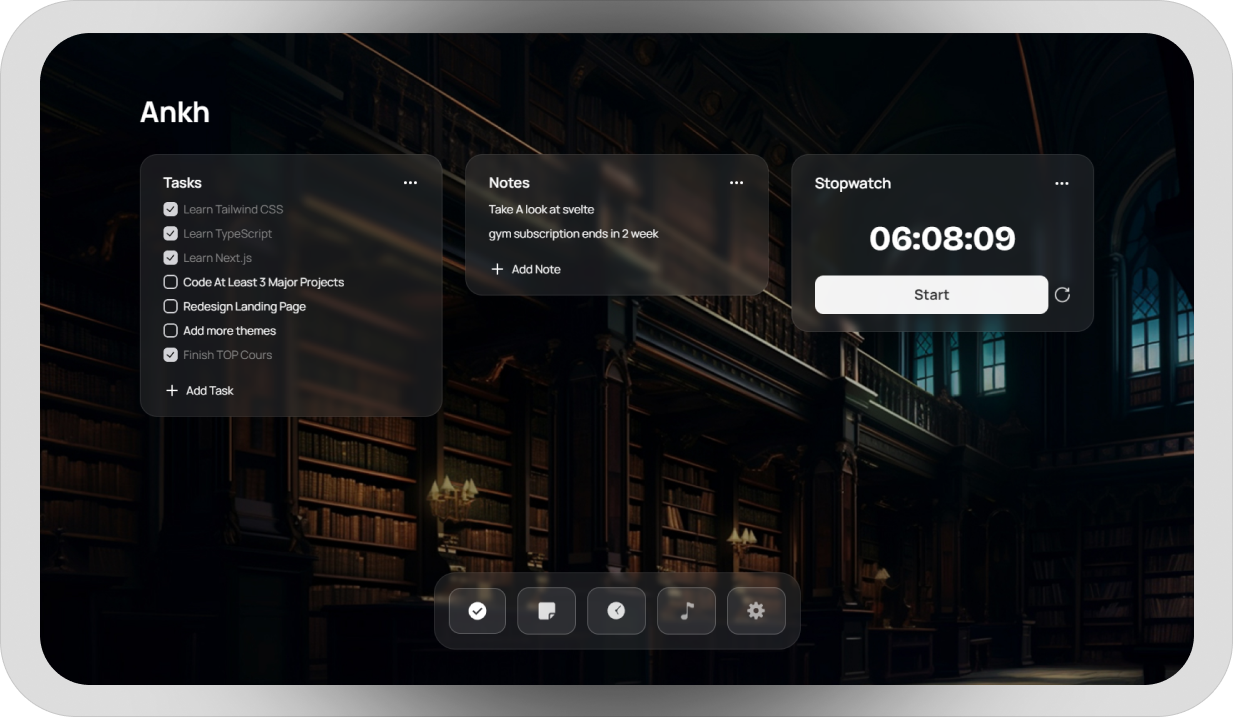 Ankh
Tasks
Learn Tailwind CSS
Learn TypeScript
Learn Next.js
Code At Least 3 Major Projects
Redesign Landing Page
Add more themes
Finish TOP Cours
Add Task
Notes
Take A look at svelte
gym subscription ends in 2 week
Add Note
Stopwatch
06:08:09
Start